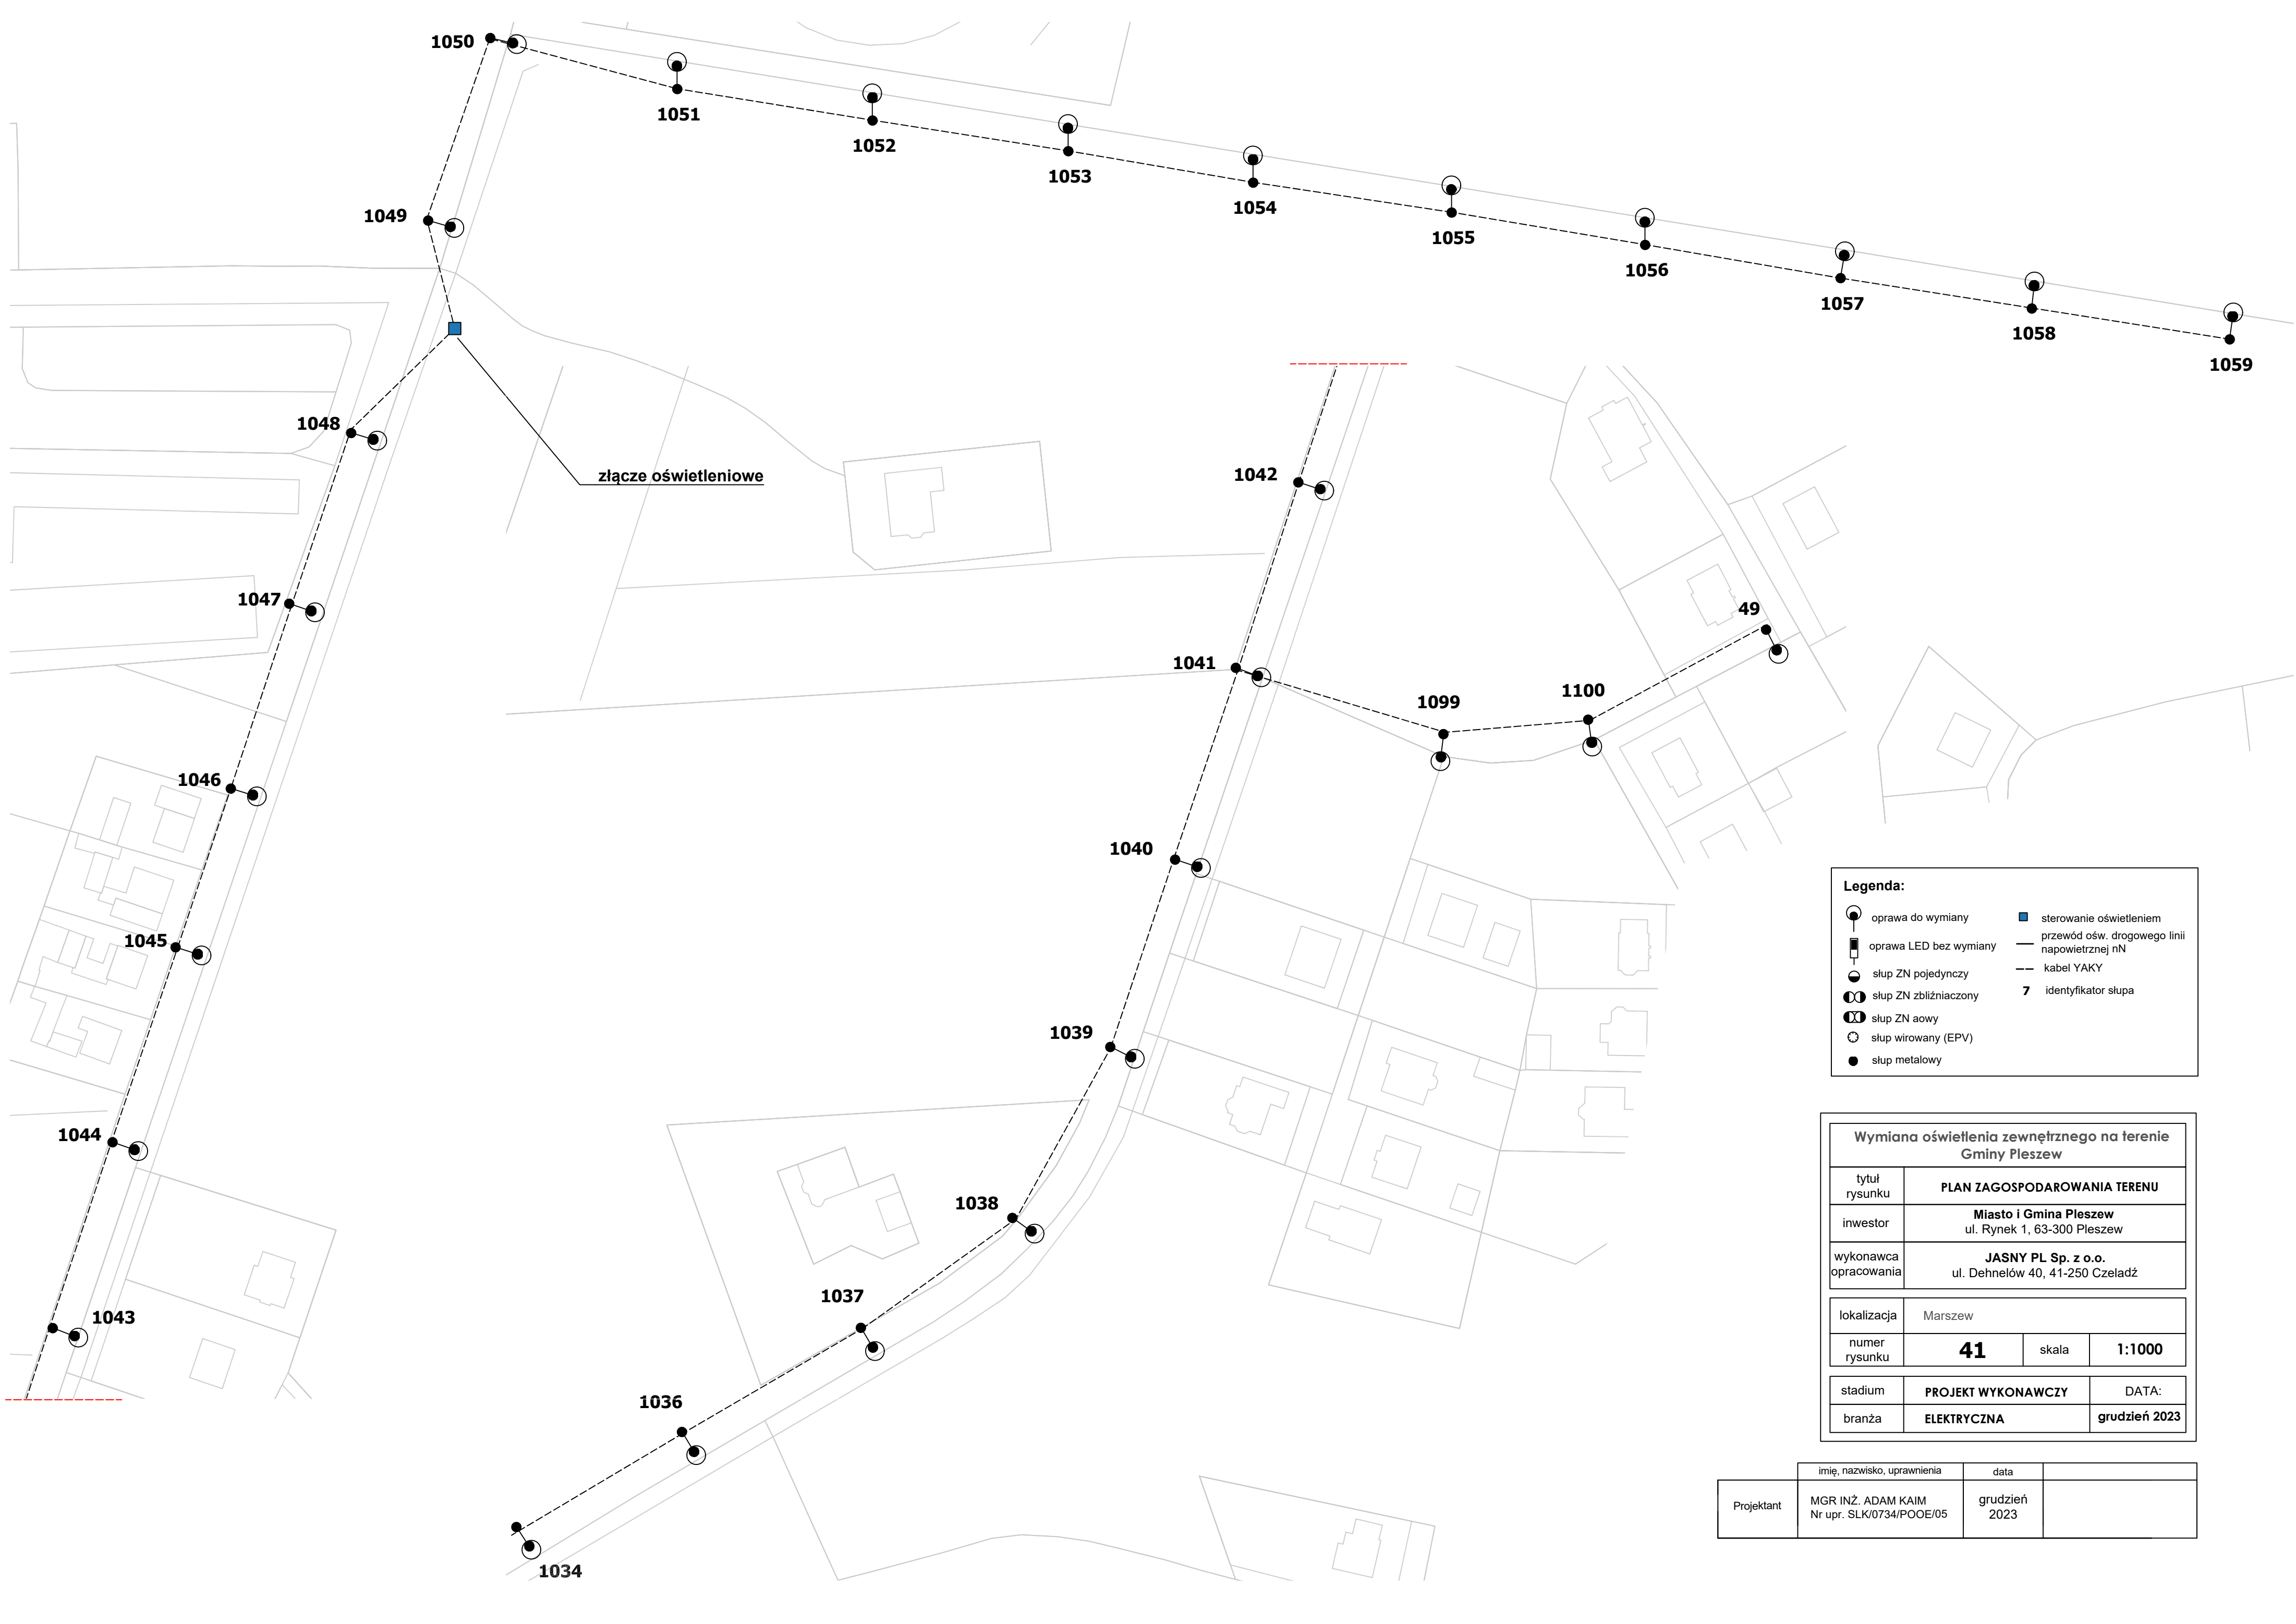 1050
1051
1052
1053
1054
1055
1056
1057
1058
1059
1049
1048
złącze oświetleniowe
1047
1046
1045
1044
1043
1042
1041
1099
1100
49
1040
1039
1038
1037
1036
1034
Legenda:
oprawa do wymiany
oprawa LED bez wymiany
słup ZN pojedynczy
słup ZN zbliźniaczony
słup ZN aowy
słup wirowany (EPV)
słup metalowy
sterowanie oświetleniem
przewód ośw. drogowego linii
napowietrznej nN
kabel YAKY
7 identyfikator słupa
Wymiana oświetlenia zewnętrznego na terenie
Gminy Pleszew
tytuł
rysunku
PLAN ZAGOSPODAROWANIA TERENU
inwestor
Miasto i Gmina Pleszew
ul. Rynek 1, 63-300 Pleszew
wykonawca
opracowania
JASNY PL Sp. z o.o.
ul. Dehnelów 40, 41-250 Czeladź
lokalizacja Marszew
numer
rysunku
41 skala 1:1000
stadium PROJEKT WYKONAWCZY DATA:
branża ELEKTRYCZNA grudzień 2023
imię, nazwisko, uprawnienia data
Projektant
MGR INŻ. ADAM KAIM
Nr upr. SLK/0734/POOE/05
grudzień
2023